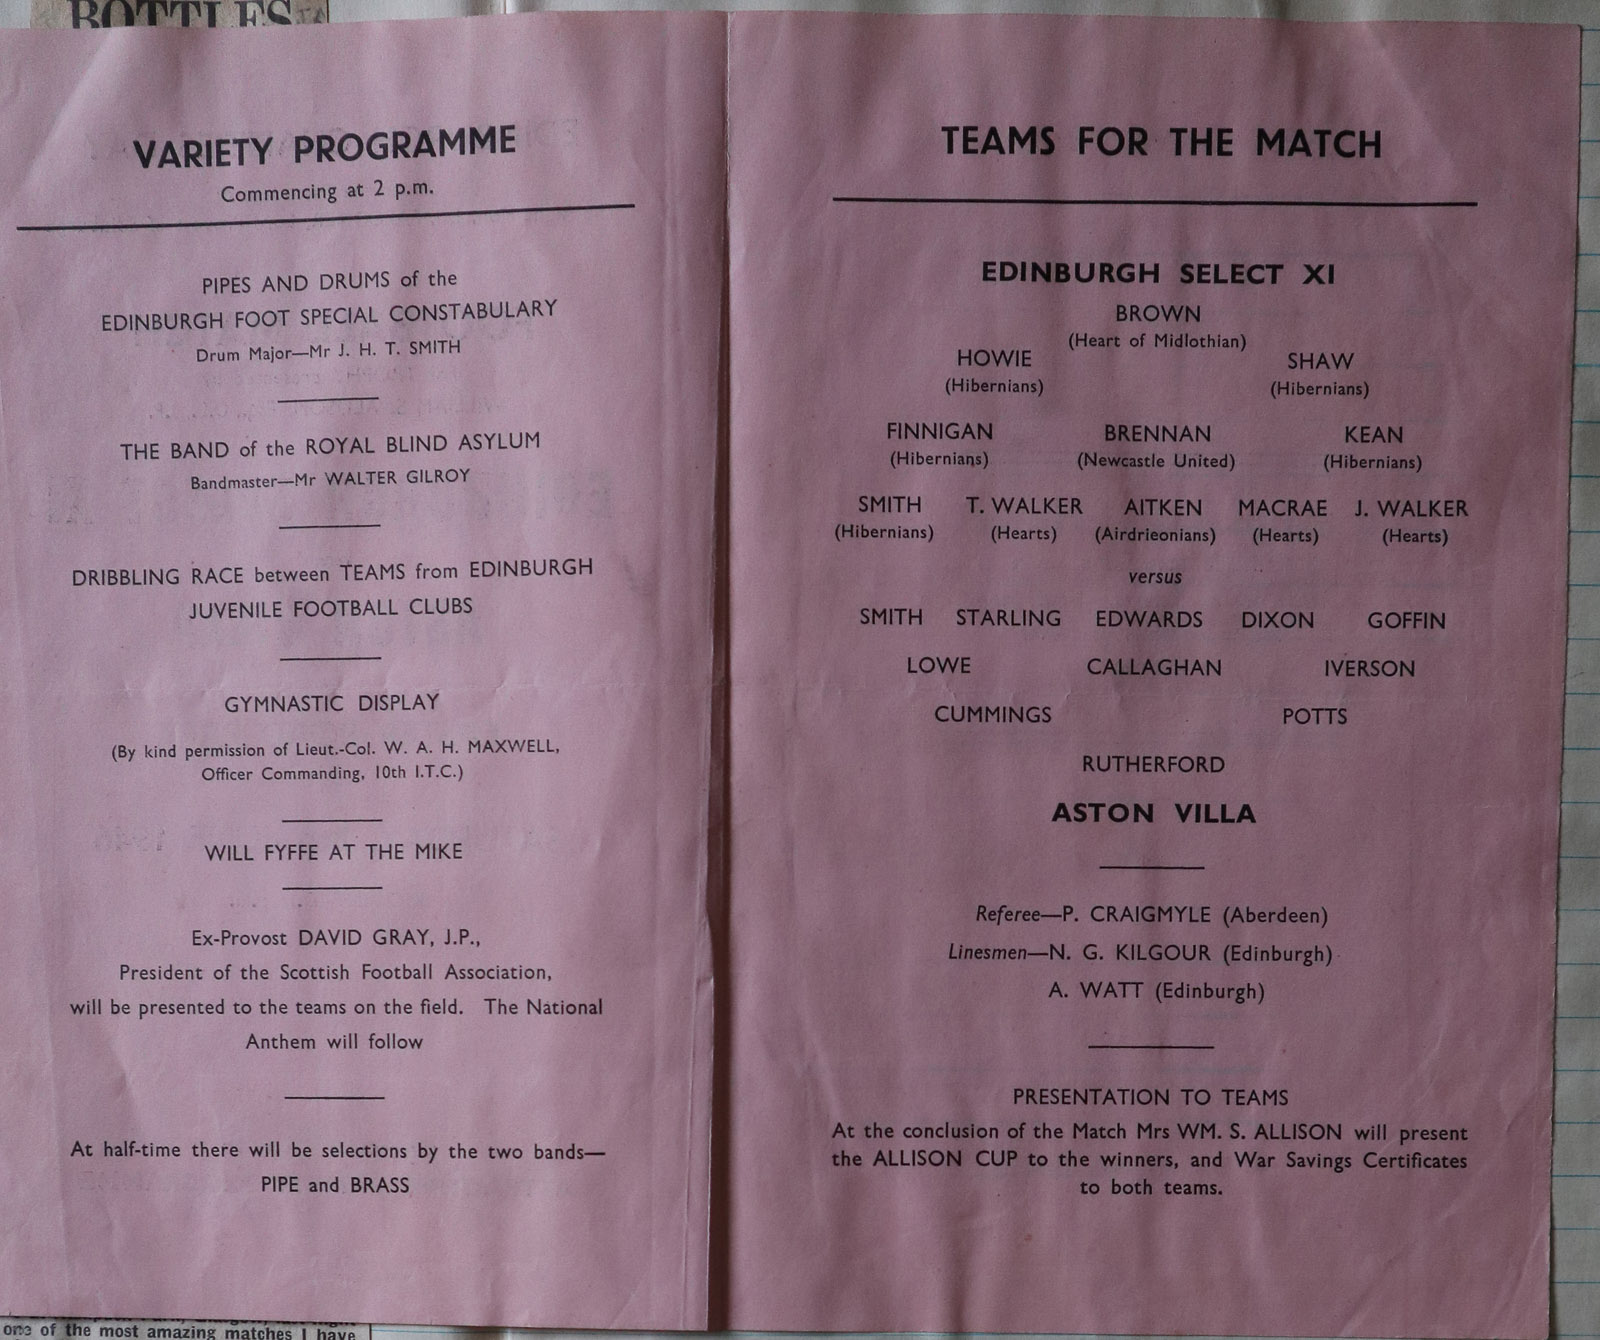 BOTTLES
VARIETY PROGRAMME
Commencing at 2 p.m.
PIPES AND DRUMS of the
EDINBURGH FOOT SPECIAL CONSTABULARY
Drum Major—Mr J. H. T. SMITH
THE BAND of the ROYAL BLIND ASYLUM
Bandmaster—Mr WALTER GILROY
DRIBBLING RACE between TEAMS from EDINBURGH
JUVENILE FOOTBALL CLUBS
GYMNASTIC DISPLAY
(By kind permission of Lieut.-Col. W. A. H. MAXWELL,
Officer Commanding, 10th I.T.C.)
WILL FYFFE AT THE MIKE
Ex-Provost DAVID GRAY, J.P.,
President of the Scottish Football Association,
will be presented to the teams on the field. The National
Anthem will follow
At half-time there will be selections by the two bands—
PIPE and BRASS
one of the most amazing matches I have
TEAMS FOR THE MATCH
EDINBURGH SELECT XI
BROWN
(Heart of Midlothian)
HOWIE SHAW
(Hibernians) (Hibernians)
FINNIGAN BRENNAN KEAN
(Hibernians) (Newcastle United) (Hibernians)
SMITH T. WALKER AITKEN MACRAE J. WALKER
(Hibernians) (Hearts) (Airdrieonians) (Hearts) (Hearts)
versus
SMITH STARLING EDWARDS DIXON GOFFIN
LOWE CALLAGHAN IVERSON
CUMMINGS POTTS
RUTHERFORD
ASTON VILLA
Referee—P. CRAIGMYLE (Aberdeen)
Linesmen—N. G. KILGOUR (Edinburgh)
A. WATT (Edinburgh)
PRESENTATION TO TEAMS
At the conclusion of the Match Mrs WM. S. ALLISON will present
the ALLISON CUP to the winners, and War Savings Certificates
to both teams.